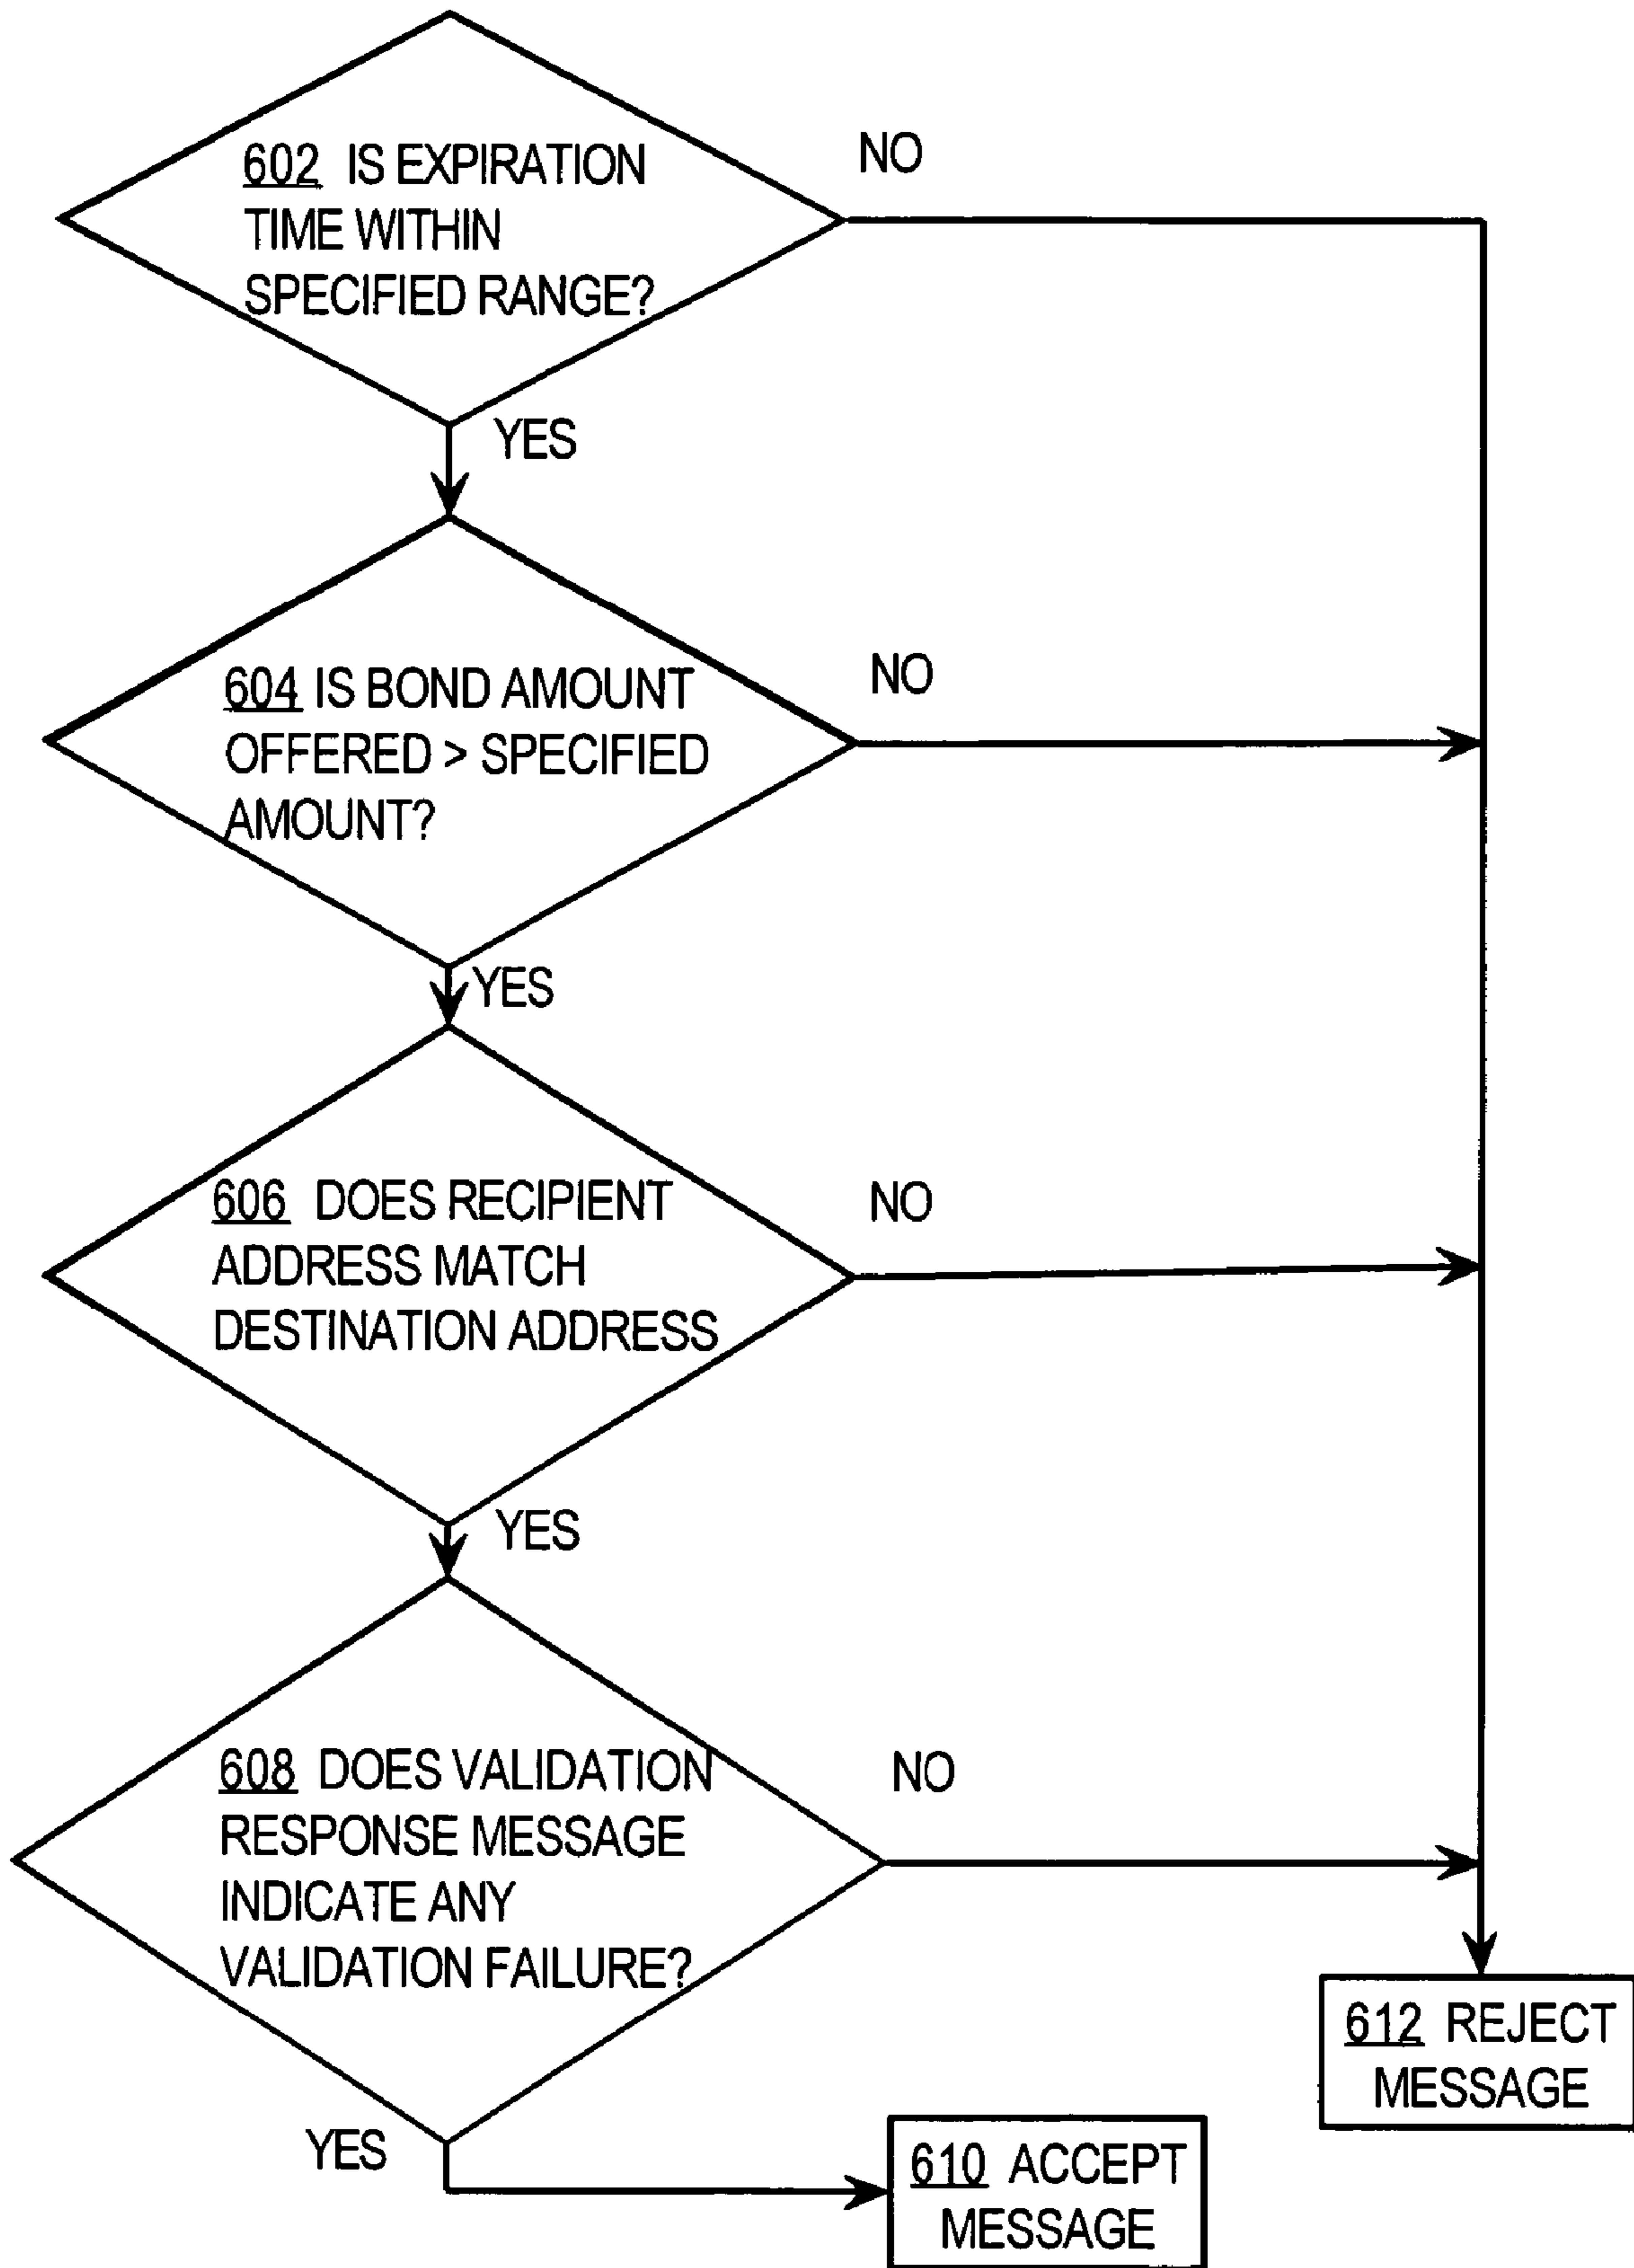 602 IS EXPIRATION
TIME WITHIN
SPECIFIED RANGE?
NO
YES
604 IS BOND AMOUNT
OFFERED > SPECIFIED
AMOUNT?
NO
YES
606 DOES RECIPIENT
ADDRESS MATCH
DESTINATION ADDRESS
NO
YES
608 DOES VALIDATION
RESPONSE MESSAGE
INDICATE ANY
VALIDATION FAILURE?
NO
YES
612 REJECT
MESSAGE
610 ACCEPT
MESSAGE